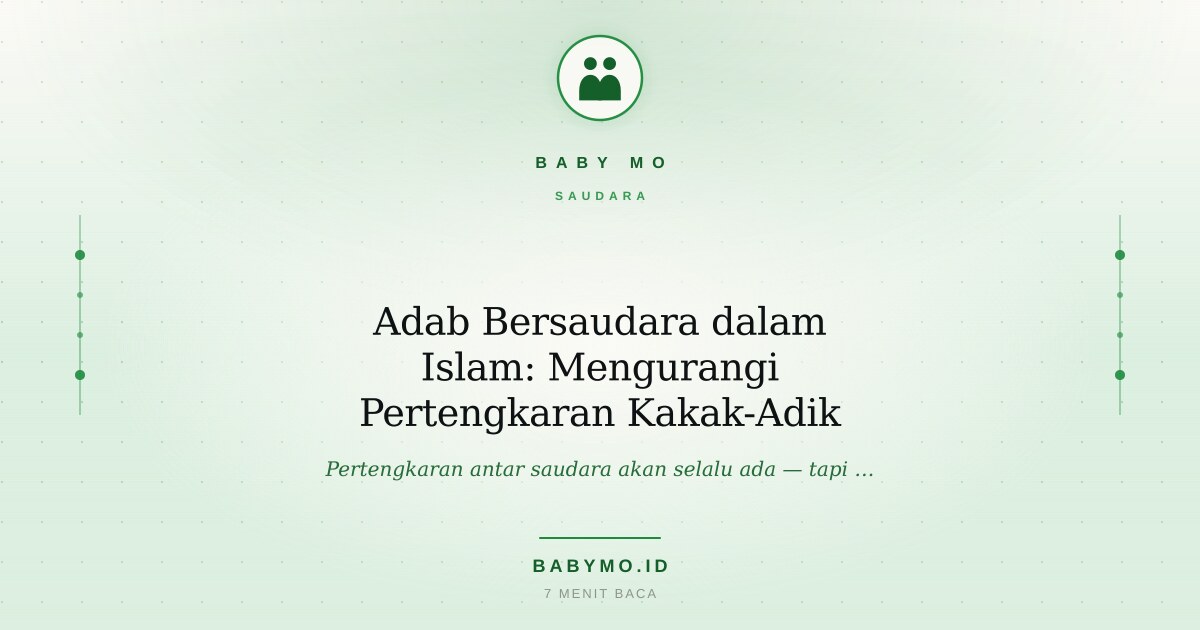 BABY MO
SAUDARA
Adab Bersaudara dalam
Islam: Mengurangi
Pertengkaran Kakak-Adik
Pertengkaran antar saudara akan selalu ada — tapi ...
BABYMO.ID
7 MENIT BACA